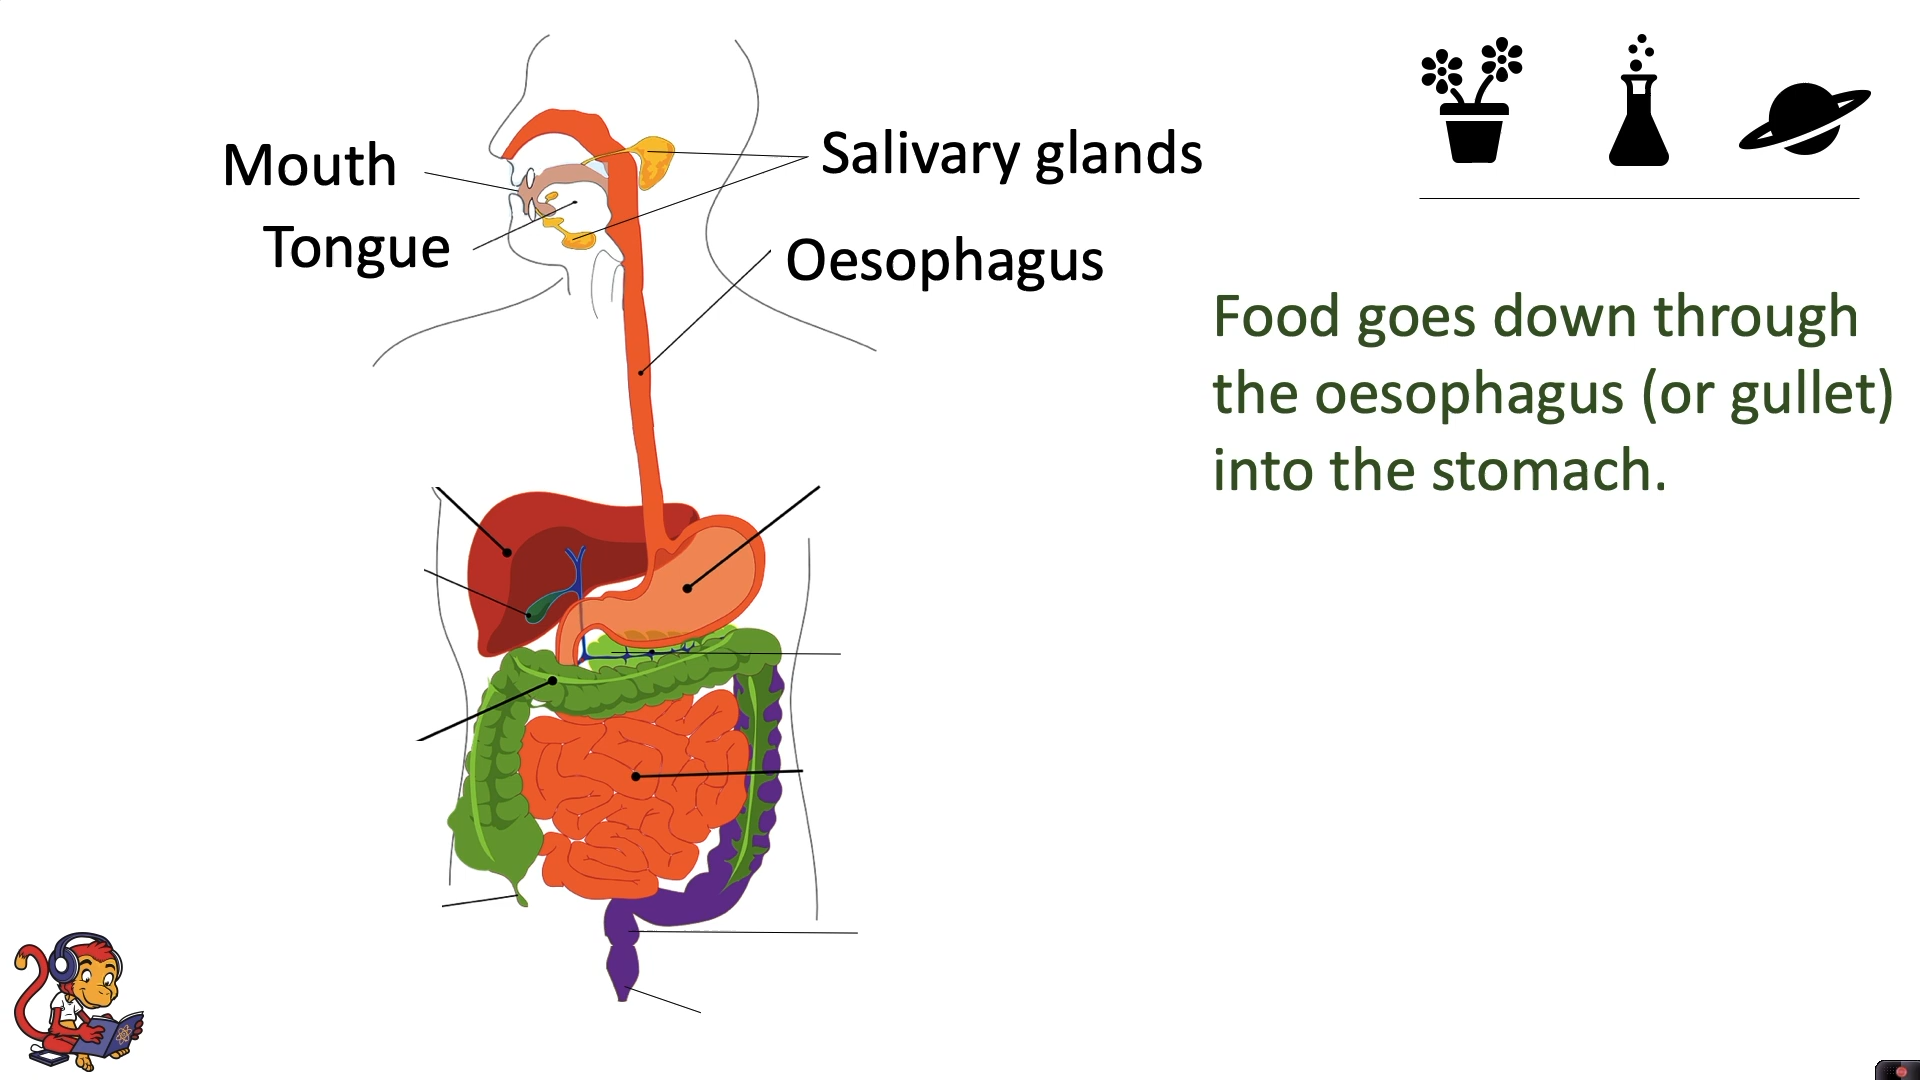 Mouth
Salivary glands
Tongue
Oesophagus
Food goes down through
the oesophagus (or gullet)
into the stomach.